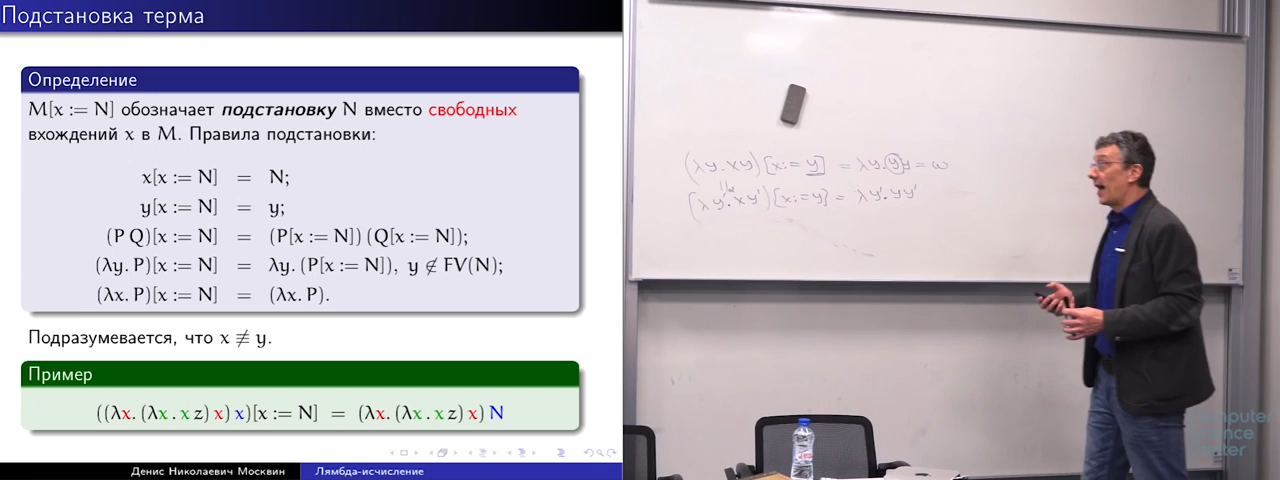 Подстановка терма
Определение
M[x := N] обозначает подстановку N вместо свободных
вхождений x в M. Правила подстановки:
x[x := N] = N;
y[x := N] = y;
(P Q)[x := N] = (P[x := N]) (Q[x := N]);
(λy. P)[x := N] = λy. (P[x := N]), y ∉ FV(N);
(λx. P)[x := N] = (λx. P).
Подразумевается, что x ≢ y.
Пример
((λx. (λx. x z) x) x)[x := N] = (λx. (λx. x z) x) N
Денис Николаевич Москвин
Лямбда-исчисление
(λy. xy)[x:= y] = λy. yy = ω
(λy'. xy')[x:=y] = λy'. yy'
computer
science
center